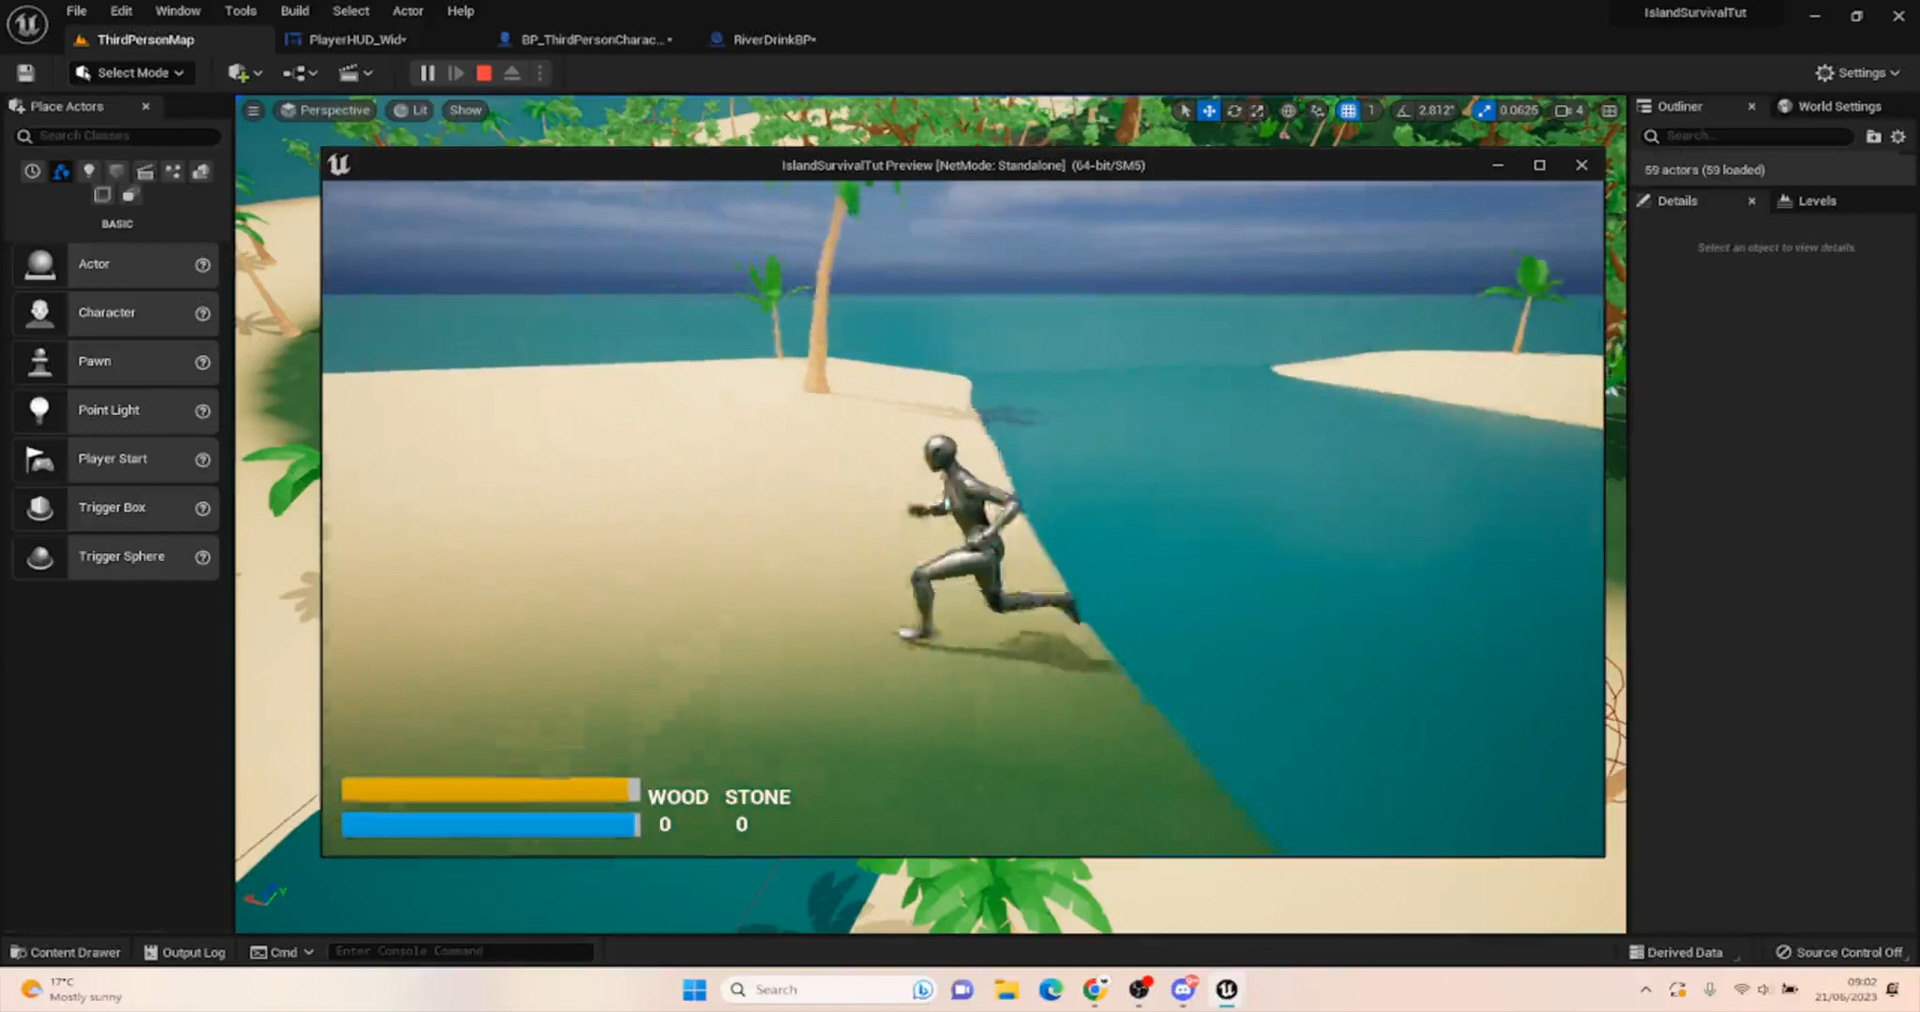 File Edit Window Tools Build Select Actor Help
IslandSurvivalTut
ThirdPersonMap
PlayerHUD_Wid*
BP_ThirdPersonCharac...*
RiverDrinkBP*
Select Mode
Settings
Place Actors
Search Classes
BASIC
Actor
Character
Pawn
Point Light
Player Start
Trigger Box
Trigger Sphere
Perspective
Lit
Show
1
2.812°
0.0625
4
IslandSurvivalTut Preview [NetMode: Standalone] (64-bit/SM5)
WOOD STONE
0 0
Outliner
World Settings
Search...
59 actors (59 loaded)
Details
Levels
Select an object to view details.
Content Drawer
Output Log
Cmd
Enter Console Command
Derived Data
Source Control Off
17°C
Mostly sunny
Search
09:02
21/06/2023